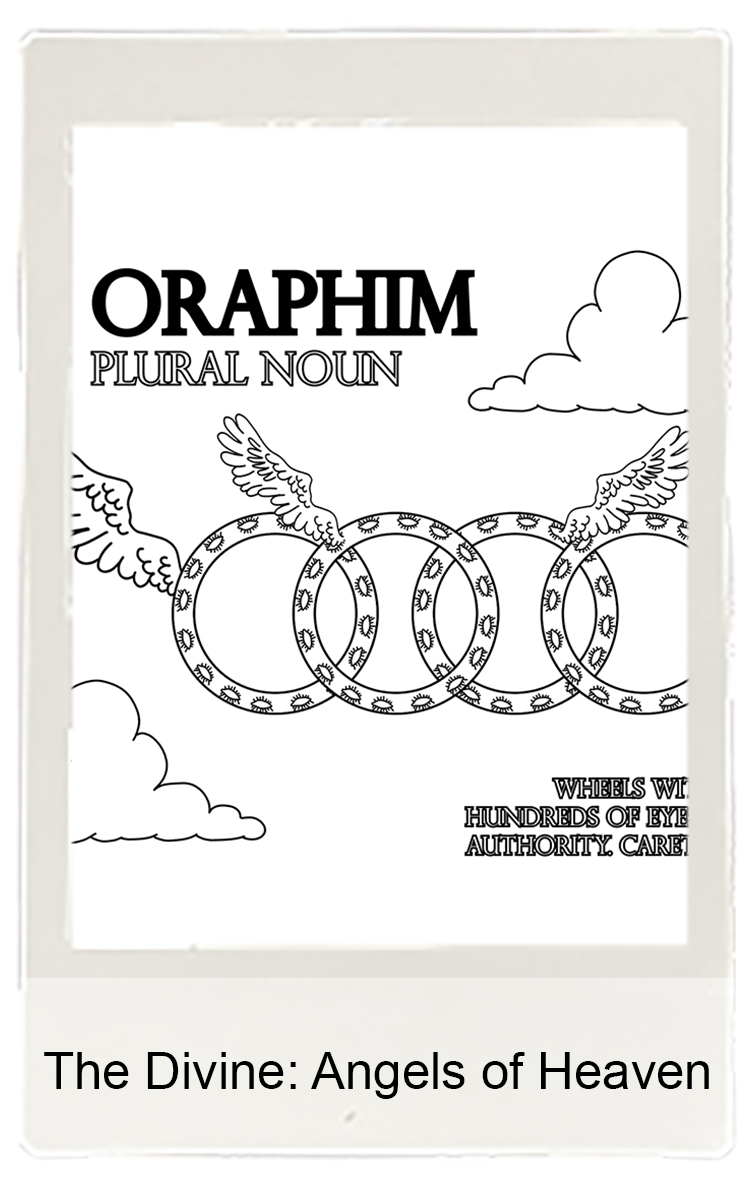 ORAPHIM
PLURAL NOUN
WHEELS
HUNDREDS OF
AUTHORITY.
The Divine: Angels of Heaven